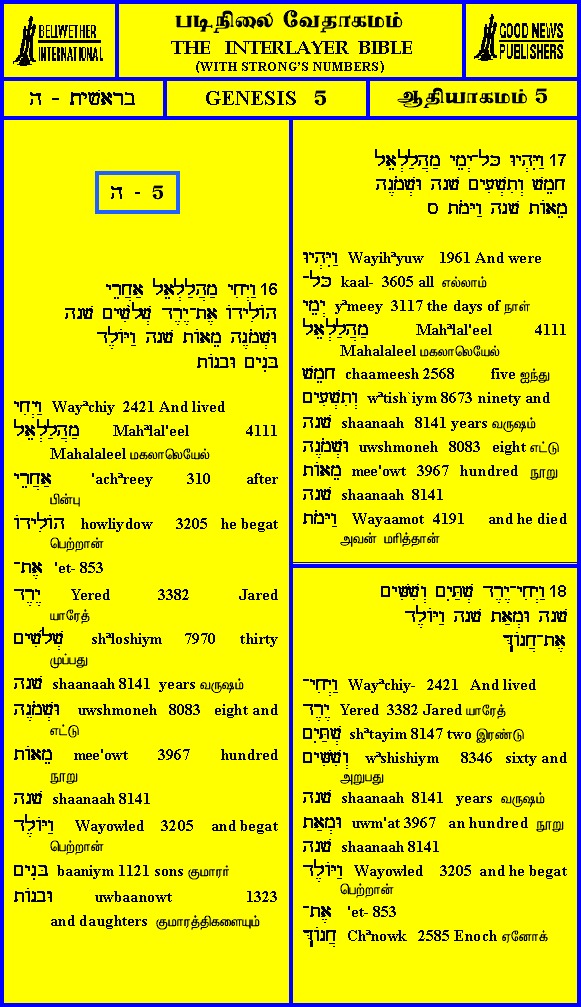 BELLWETHER
INTERNATIONAL
படிநிலை வேதாகமம்
THE INTERLAYER BIBLE
(WITH STRONG'S NUMBERS)
GOOD NEWS
PUBLISHERS
בראשית - ה
GENESIS 5
ஆதியாகமம் 5
5 - ה
16 וַיְחִי מַהֲלַלְאֵל אַחֲרֵי
הוֹלִידוֹ אֶת־יֶרֶד שְׁלֹשִׁים שָׁנָה
וּשְׁמֹנֶה מֵאוֹת שָׁנָה וַיּוֹלֶד
בָּנִים וּבָנוֹת
וַיְחִי Wayᵃchiy 2421 And lived
מַהֲלַלְאֵל Mahᵃlal'eel 4111
Mahalaleel மகலாலெயேல்
אַחֲרֵי 'achᵃreey 310 after
பின்பு
הוֹלִידוֹ howliydow 3205 he begat
பெற்றான்
אֶת־ 'et- 853
יֶרֶד Yered 3382 Jared
யாரேத்
שְׁלֹשִׁים shᵃloshiym 7970 thirty
முப்பது
שָׁנָה shaanaah 8141 years வருஷம்
וּשְׁמֹנֶה uwshmoneh 8083 eight and
எட்டு
מֵאוֹת mee'owt 3967 hundred
நூறு
שָׁנָה shaanaah 8141
וַיּוֹלֶד Wayowled 3205 and begat
பெற்றான்
בָּנִים baaniym 1121 sons குமாரர்
וּבָנוֹת uwbaanowt 1323
and daughters குமாரத்திகளையும்
17 וַיִּהְיוּ כָּל־יְמֵי מַהֲלַלְאֵל
חָמֵשׁ וְתִשְׁעִים שָׁנָה וּשְׁמֹנֶה
מֵאוֹת שָׁנָה וַיָּמֹת ס
וַיִּהְיוּ Wayihᵃyuw 1961 And were
כָּל־ kaal- 3605 all எல்லாம்
יְמֵי yᵃmeey 3117 the days of நாள்
מַהֲלַלְאֵל Mahᵃlal'eel 4111
Mahalaleel மகலாலெயேல்
חָמֵשׁ chaameesh 2568 five ஐந்து
וְתִשְׁעִים wᵃtish`iym 8673 ninety and
שָׁנָה shaanaah 8141 years வருஷம்
וּשְׁמֹנֶה uwshmoneh 8083 eight எட்டு
מֵאוֹת mee'owt 3967 hundred நூறு
שָׁנָה shaanaah 8141
וַיָּמֹת Wayaamot 4191 and he died
அவன் மரித்தான்
18 וַיְחִי־יֶרֶד שְׁתַּיִם וְשִׁשִּׁים
שָׁנָה וּמְאַת שָׁנָה וַיּוֹלֶד
אֶת־חֲנוֹךְ
וַיְחִי־ Wayᵃchiy- 2421 And lived
יֶרֶד Yered 3382 Jared யாரேத்
שְׁתַּיִם shᵃtayim 8147 two இரண்டு
וְשִׁשִּׁים wᵃshishiym 8346 sixty and
அறுபது
שָׁנָה shaanaah 8141 years வருஷம்
וּמְאַת uwm'at 3967 an hundred நூறு
שָׁנָה shaanaah 8141
וַיּוֹלֶד Wayowled 3205 and he begat
பெற்றான்
אֶת־ 'et- 853
חֲנוֹךְ Chᵃnowk 2585 Enoch ஏனோக்